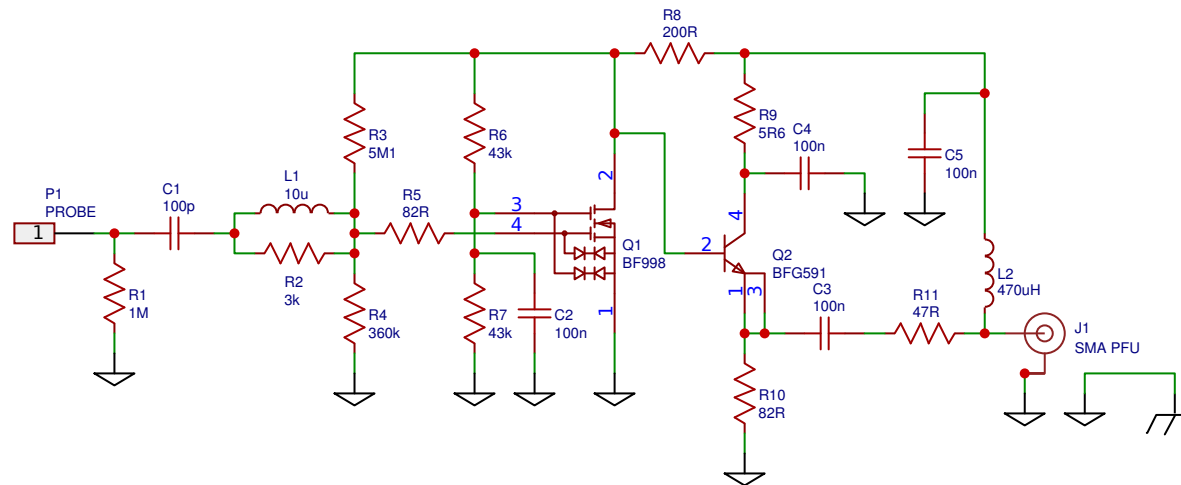 R8
200R
R9
5R6
C4
100n
R3
5M1
R6
43k
C5
100n
L1
10u
C1
100p
P1
PROBE
1
R5
82R
2
3
4
4
Q1
BF998
2
Q2
BFG591
1
3
R2
3k
R1
1M
R4
360k
R7
43k
C2
100n
1
C3
100n
R11
47R
L2
470uH
J1
SMA PFU
R10
82R